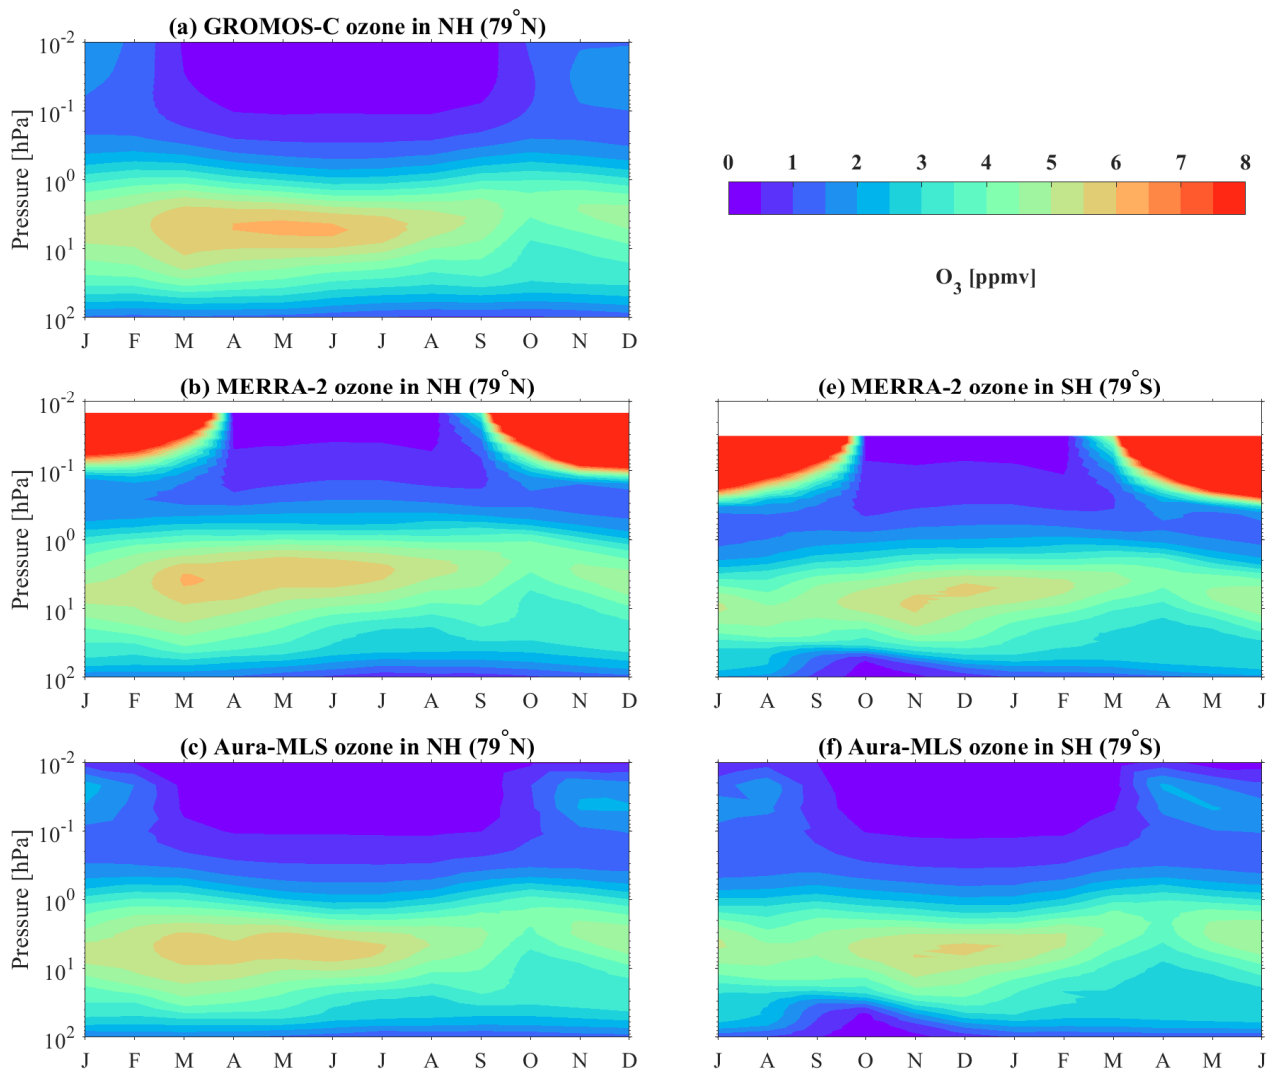 (a) GROMOS-C ozone in NH (79°N)
Pressure [hPa]
10-2
10-1
100
101
102
J F M A M J J A S O N D
0 1 2 3 4 5 6 7 8
O3 [ppmv]
(b) MERRA-2 ozone in NH (79°N)
Pressure [hPa]
10-2
10-1
100
101
102
J F M A M J J A S O N D
(e) MERRA-2 ozone in SH (79°S)
J A S O N D J F M A M J
(c) Aura-MLS ozone in NH (79°N)
Pressure [hPa]
10-2
10-1
100
101
102
J F M A M J J A S O N D
(f) Aura-MLS ozone in SH (79°S)
J A S O N D J F M A M J